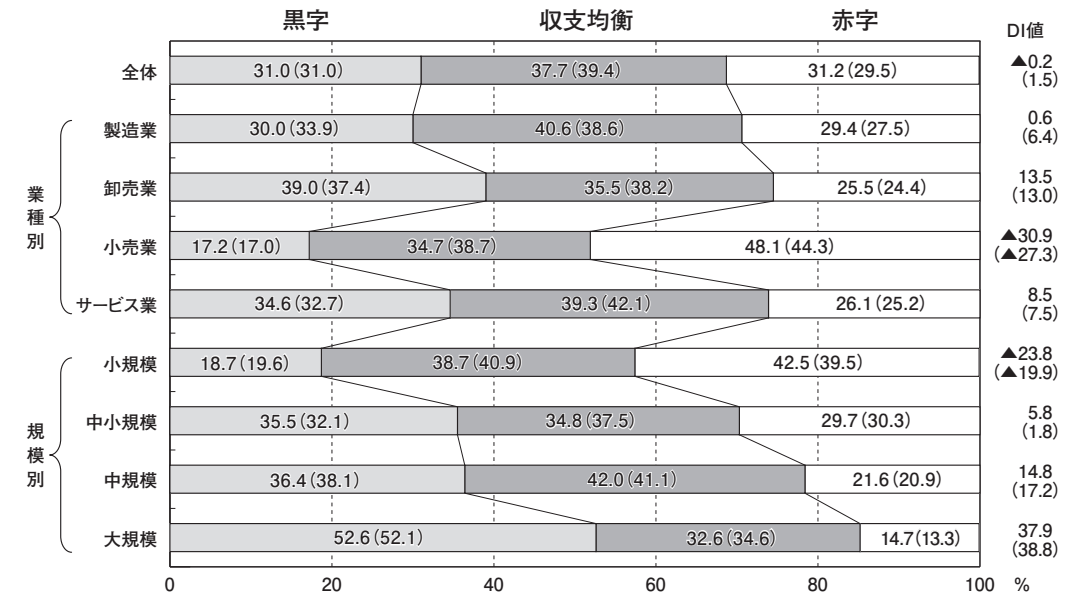 黒字 収支均衡 赤字 DI値
全体 31.0(31.0) 37.7(39.4) 31.2(29.5) ▲0.2
(1.5)
業種別
製造業 30.0(33.9) 40.6(38.6) 29.4(27.5) 0.6
(6.4)
卸売業 39.0(37.4) 35.5(38.2) 25.5(24.4) 13.5
(13.0)
小売業 17.2(17.0) 34.7(38.7) 48.1(44.3) ▲30.9
(▲27.3)
サービス業 34.6(32.7) 39.3(42.1) 26.1(25.2) 8.5
(7.5)
規模別
小規模 18.7(19.6) 38.7(40.9) 42.5(39.5) ▲23.8
(▲19.9)
中小規模 35.5(32.1) 34.8(37.5) 29.7(30.3) 5.8
(1.8)
中規模 36.4(38.1) 42.0(41.1) 21.6(20.9) 14.8
(17.2)
大規模 52.6(52.1) 32.6(34.6) 14.7(13.3) 37.9
(38.8)
0 20 40 60 80 100 %